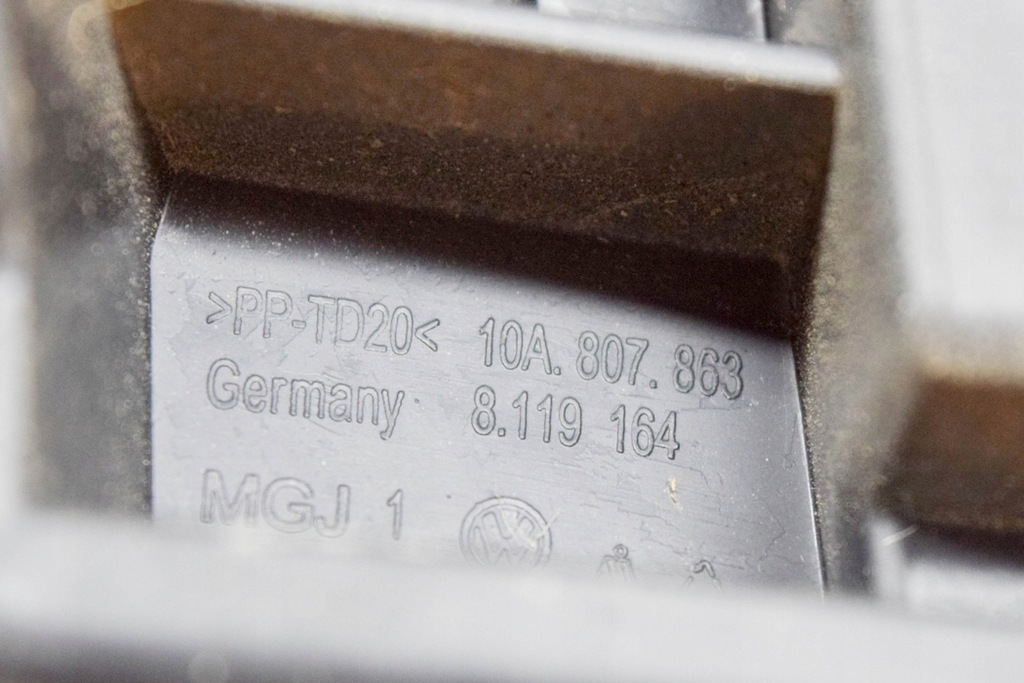 >PP-TD20< 10A. 807. 863
Germany 8.119 164
MGJ 1